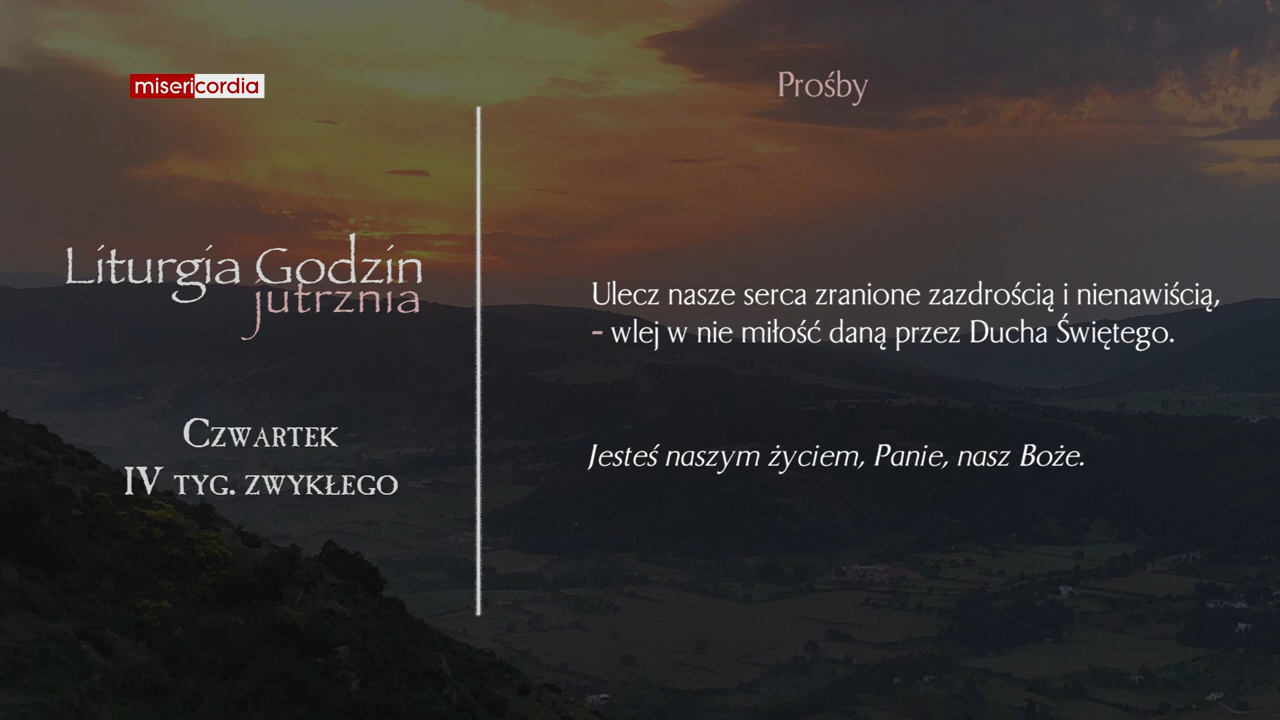 misericordia
Liturgia Godzin
jutrznia
Czwartek
IV tyg. zwykłego
Prośby
Ulecz nasze serca zranione zazdrością i nienawiścią,
- wlej w nie miłość daną przez Ducha Świętego.
Jesteś naszym życiem, Panie, nasz Boże.